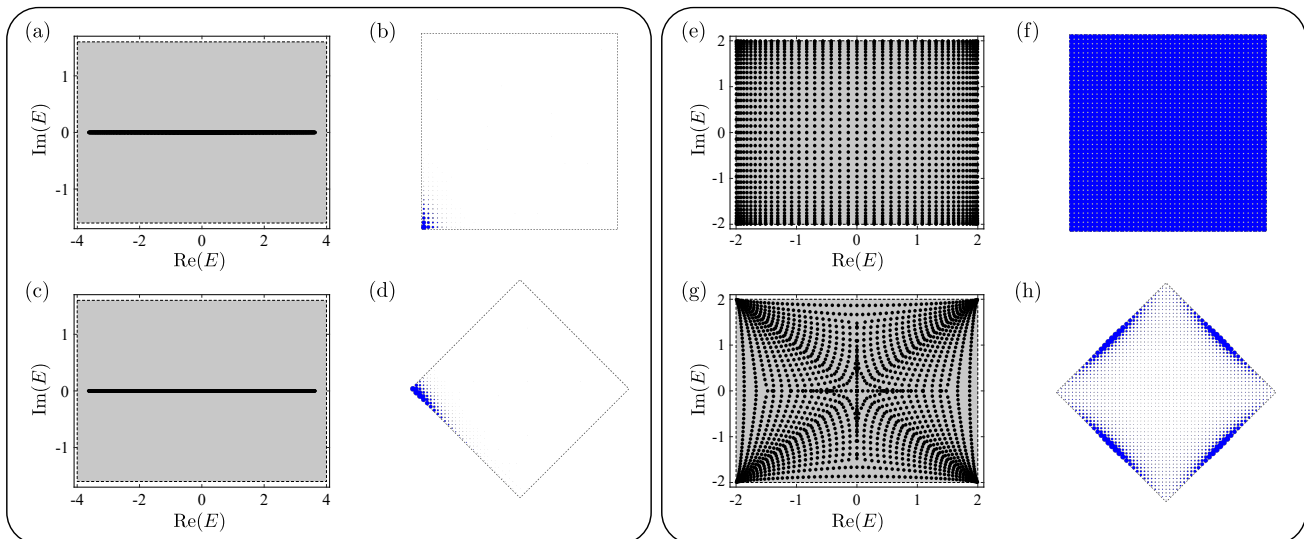 (a)
1
0
-1
Im(E)
-4 -2 0 2 4
Re(E)
(b)
(c)
1
0
-1
Im(E)
-4 -2 0 2 4
Re(E)
(d)
(e)
2
1
0
-1
-2
Im(E)
-2 -1 0 1 2
Re(E)
(f)
(g)
2
1
0
-1
-2
Im(E)
-2 -1 0 1 2
Re(E)
(h)